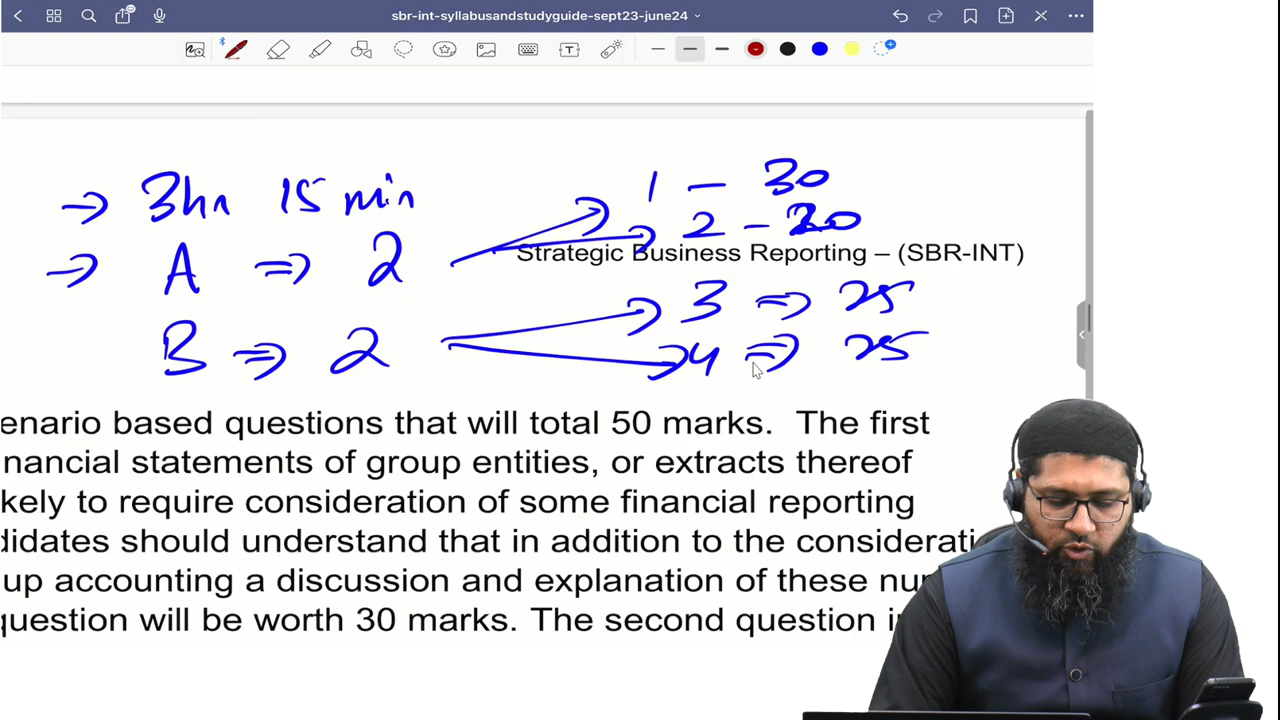 sbr-int-syllabusandstudyguide-sept23-june24
→ 3hr 15 min
1 – 30
2 – 20
→ A ⇒ 2
Strategic Business Reporting – (SBR-INT)
3 ⇒ 25
B ⇒ 2
4 ⇒ 25
enario based questions that will total 50 marks. The first
nancial statements of group entities, or extracts thereof
kely to require consideration of some financial reporting
didates should understand that in addition to the considerati
up accounting a discussion and explanation of these nu
question will be worth 30 marks. The second question i